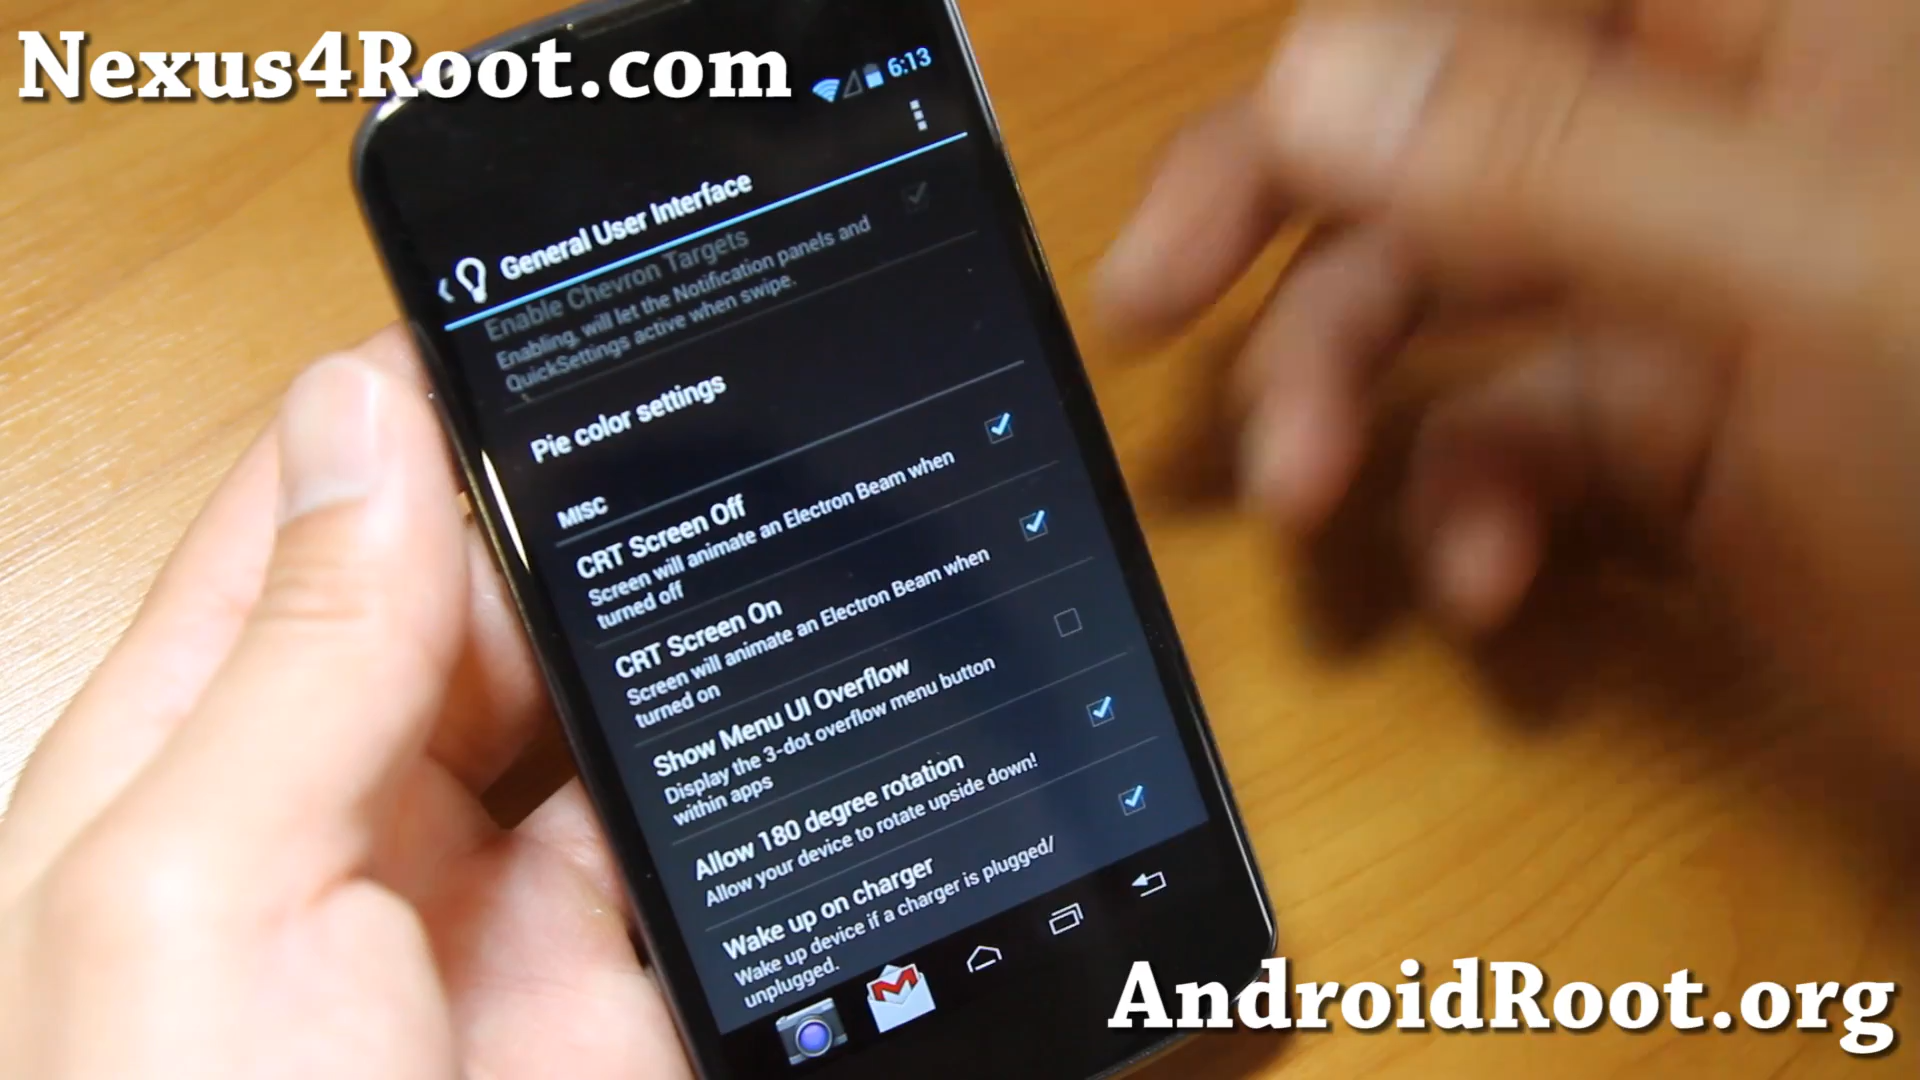 Nexus4Root.com
6:13
General User Interface
Enable Chevron Targets
Enabling, will let the Notification panels and
QuickSettings active when swipe.
Pie color settings
MISC
CRT Screen Off
Screen will animate an Electron Beam when
turned off
CRT Screen On
Screen will animate an Electron Beam when
turned on
Show Menu UI Overflow
Display the 3-dot overflow menu button
within apps
Allow 180 degree rotation
Allow your device to rotate upside down!
Wake up on charger
Wake up device if a charger is plugged/
unplugged.
AndroidRoot.org